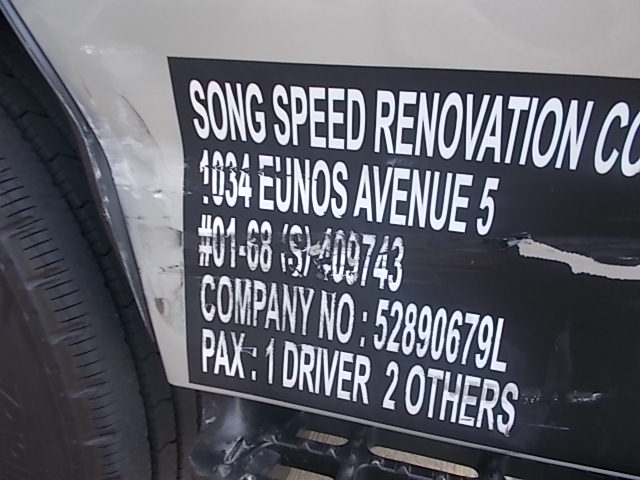 SONG SPEED RENOVATION CO
1034 EUNOS AVENUE 5
#01-68 (S) 409743
COMPANY NO : 52890679L
PAX : 1 DRIVER 2 OTHERS